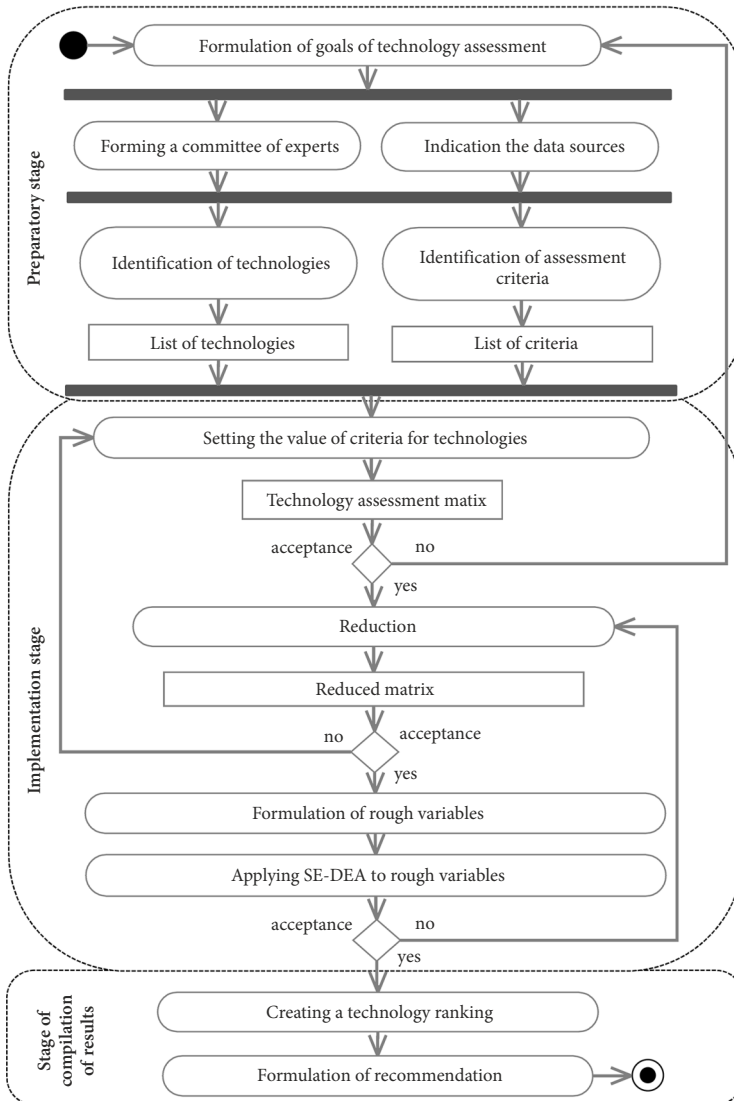 Preparatory stage
Formulation of goals of technology assessment
Forming a committee of experts
Indication the data sources
Identification of technologies
Identification of assessment
criteria
List of technologies
List of criteria
Implementation stage
Setting the value of criteria for technologies
Technology assessment matix
acceptance
no
yes
Reduction
Reduced matrix
no
acceptance
yes
Formulation of rough variables
Applying SE-DEA to rough variables
acceptance
no
yes
Stage of
compilation
of results
Creating a technology ranking
Formulation of recommendation